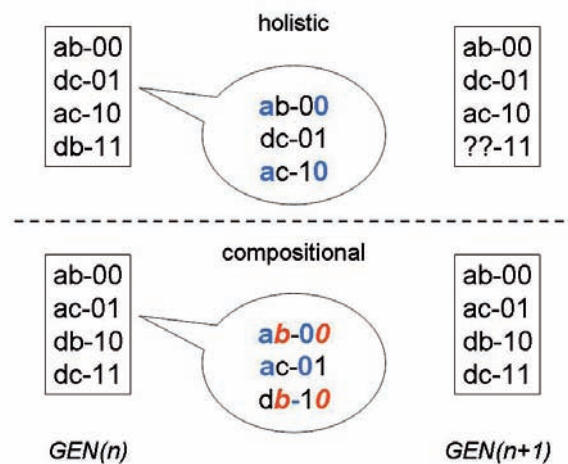 holistic
ab-00
dc-01
ac-10
db-11
ab-00
dc-01
ac-10
ab-00
dc-01
ac-10
??-11
compositional
ab-00
ac-01
db-10
dc-11
ab-00
ac-01
db-10
ab-00
ac-01
db-10
dc-11
GEN(n)
GEN(n+1)